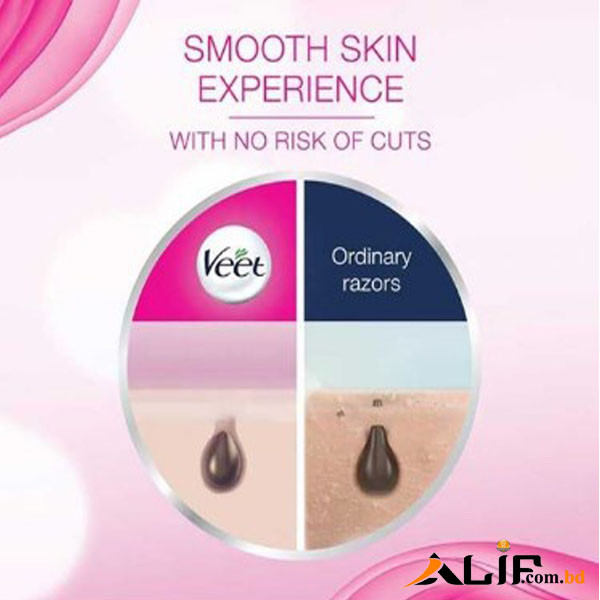 SMOOTH SKIN
EXPERIENCE
WITH NO RISK OF CUTS
Veet
Ordinary
razors
ALIF.com.bd